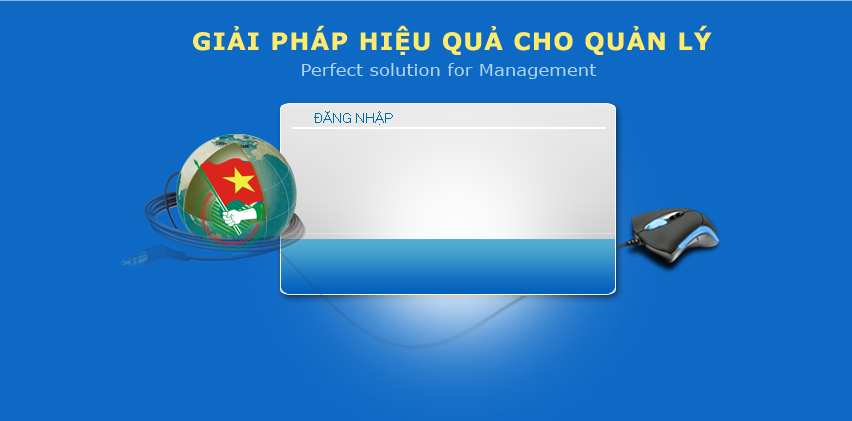 GIẢI PHÁP HIỆU QUẢ CHO QUẢN LÝ
Perfect solution for Management
ĐĂNG NHẬP